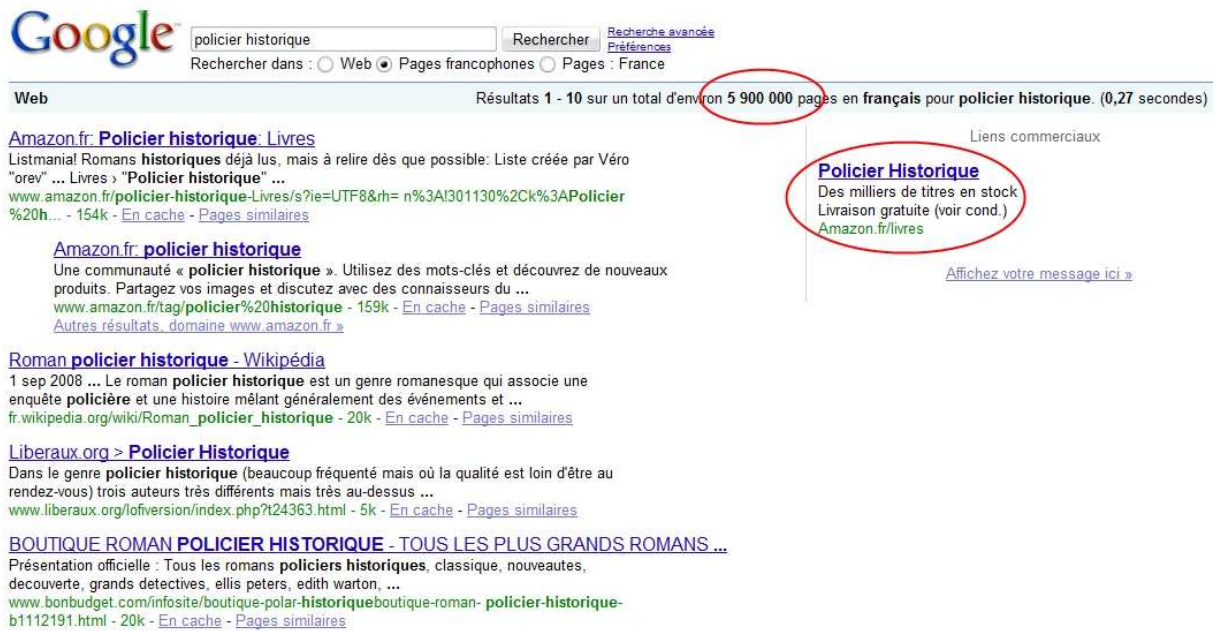 Google™
policier historique
Rechercher
Recherche avancée
Préférences
Rechercher dans : Web Pages francophones Pages : France
Web
Résultats 1 - 10 sur un total d'environ 5 900 000 pages en français pour policier historique. (0,27 secondes)
Amazon.fr: Policier historique: Livres
Listmania! Romans historiques déjà lus, mais à relire dès que possible: Liste créée par Véro
"orev" ... Livres › "Policier historique" ...
www.amazon.fr/policier-historique-Livres/s?ie=UTF8&rh= n%3A!301130%2Ck%3APolicier
%20h... - 154k - En cache - Pages similaires
Amazon.fr: policier historique
Une communauté « policier historique ». Utilisez des mots-clés et découvrez de nouveaux
produits. Partagez vos images et discutez avec des connaisseurs du ...
www.amazon.fr/tag/policier%20historique - 159k - En cache - Pages similaires
Autres résultats, domaine www.amazon.fr »
Roman policier historique - Wikipédia
1 sep 2008 ... Le roman policier historique est un genre romanesque qui associe une
enquête policière et une histoire mêlant généralement des événements et ...
fr.wikipedia.org/wiki/Roman_policier_historique - 20k - En cache - Pages similaires
Liberaux.org > Policier Historique
Dans le genre policier historique (beaucoup fréquenté mais où la qualité est loin d'être au
rendez-vous) trois auteurs très différents mais très au-dessus ...
www.liberaux.org/lofiversion/index.php?t24363.html - 5k - En cache - Pages similaires
BOUTIQUE ROMAN POLICIER HISTORIQUE - TOUS LES PLUS GRANDS ROMANS ...
Présentation officielle : Tous les romans policiers historiques, classique, nouveautes,
decouverte, grands detectives, ellis peters, edith warton, ...
www.bonbudget.com/infosite/boutique-polar-historiqueboutique-roman- policier-historique-
b1112191.html - 20k - En cache - Pages similaires
Liens commerciaux
Policier Historique
Des milliers de titres en stock
Livraison gratuite (voir cond.)
Amazon.fr/livres
Affichez votre message ici »